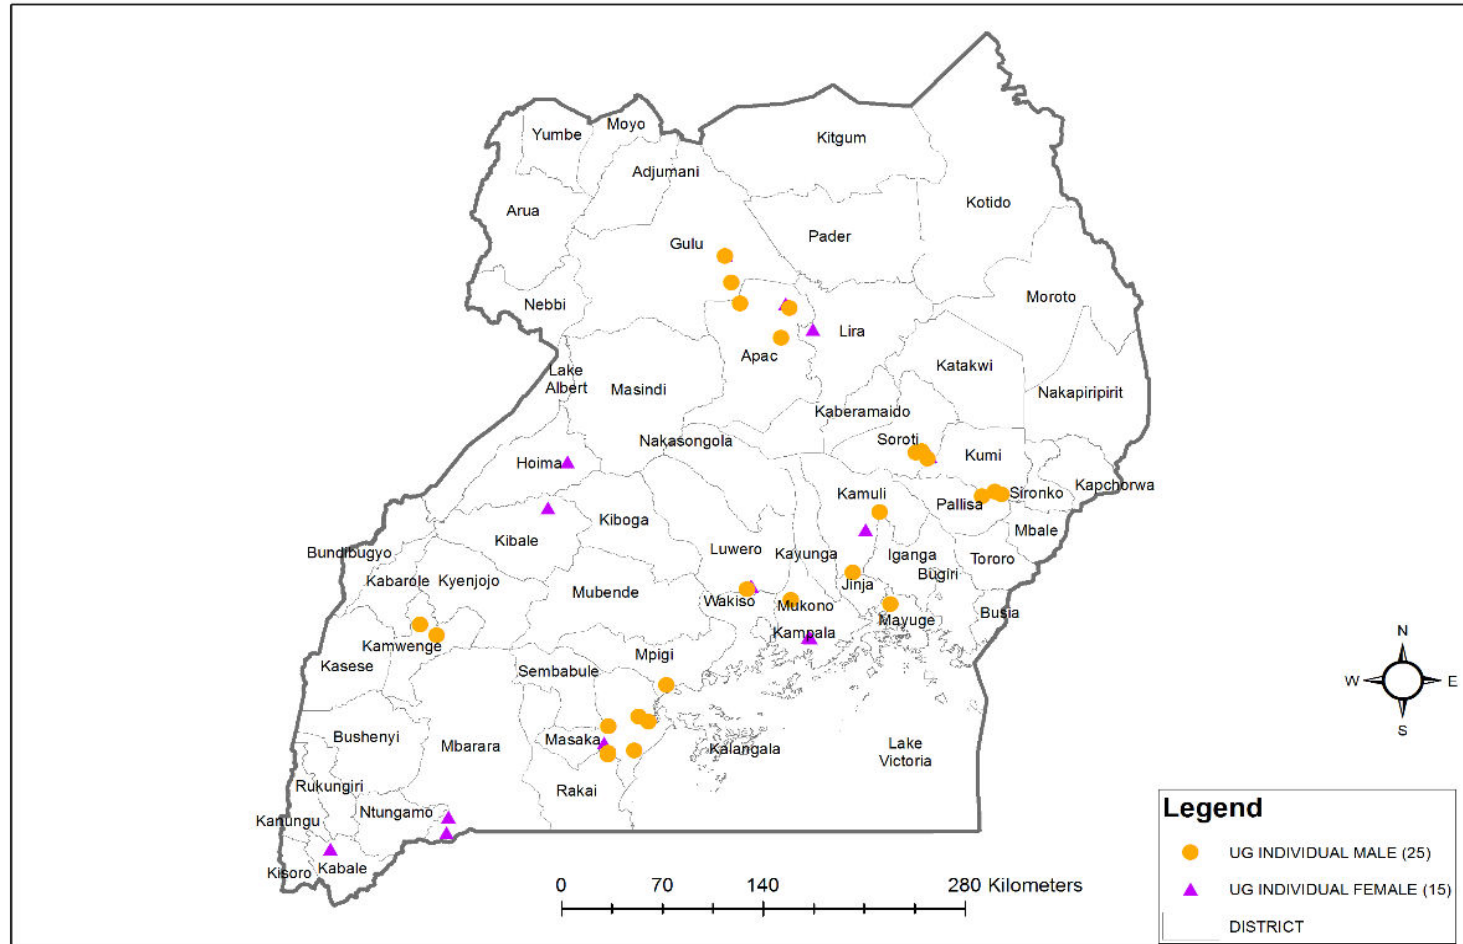 Moyo
Yumbe
Kitgum
Adjumani
Kotido
Arua
Pader
Gulu
Moroto
Nebbi
Lira
Apac
Katakwi
Lake
Albert
Masindi
Nakapiripirit
Kaberamaido
Nakasongola
Soroti
Kumi
Hoima
Kapchorwa
Kamuli
Sironko
Pallisa
Kiboga
Mbale
Kibale
Bundibugyo
Luwero
Kayunga
Iganga
Tororo
Kabarole
Kyenjojo
Bugiri
Jinja
Mubende
Wakiso
Mukono
Busia
Mayuge
Kampala
Kamwenge
Mpigi
Kasese
Sembabule
Bushenyi
Masaka
Mbarara
Kalangala
Lake
Victoria
Rukungiri
Rakai
Ntungamo
Kanungu
Kabale
Kisoro
N
W
E
S
0 70 140 280 Kilometers
Legend
UG INDIVIDUAL MALE (25)
UG INDIVIDUAL FEMALE (15)
DISTRICT